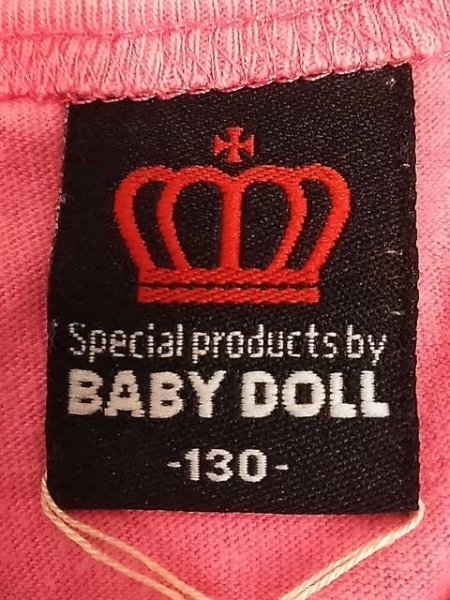 Special products by
BABY DOLL
-130-